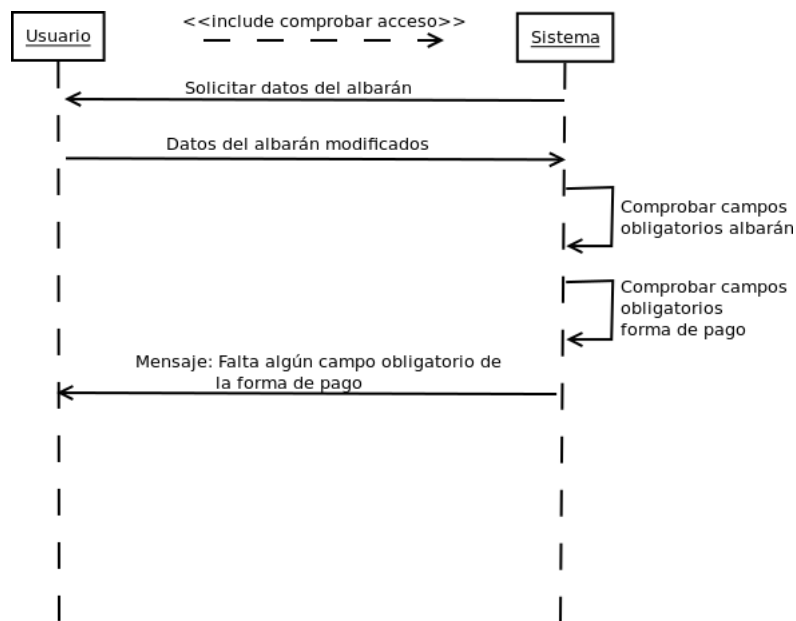 <<include comprobar acceso>>
Usuario
Sistema
Solicitar datos del albarán
Datos del albarán modificados
Comprobar campos
obligatorios albarán
Comprobar campos
obligatorios
forma de pago
Mensaje: Falta algún campo obligatorio de
la forma de pago